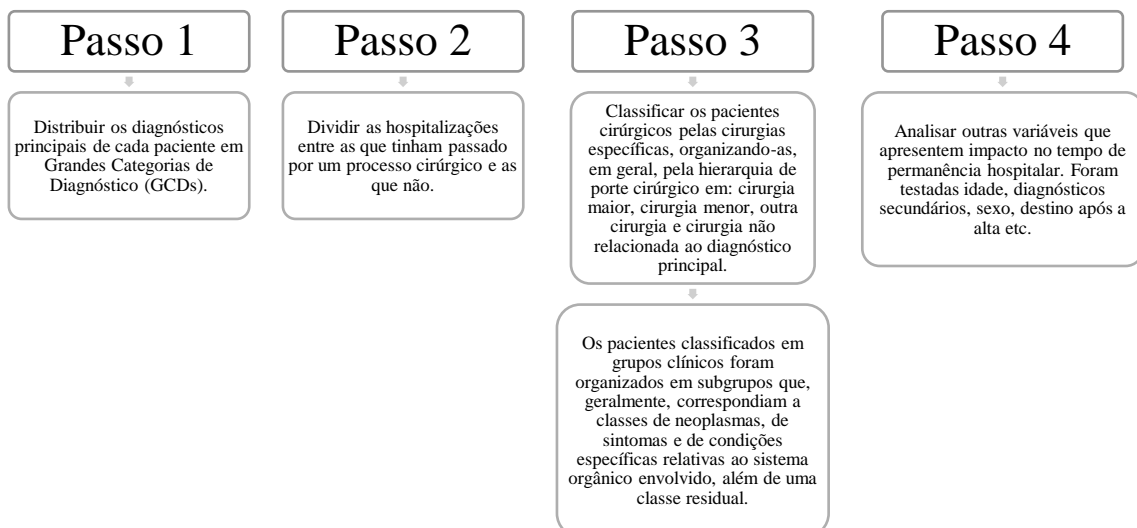 Passo 1
Distribuir os diagnósticos
principais de cada paciente em
Grandes Categorias de
Diagnóstico (GCDs).
Passo 2
Dividir as hospitalizações
entre as que tinham passado
por um processo cirúrgico e as
que não.
Passo 3
Classificar os pacientes
cirúrgicos pelas cirurgias
específicas, organizando-as,
em geral, pela hierarquia de
porte cirúrgico em: cirurgia
maior, cirurgia menor, outra
cirurgia e cirurgia não
relacionada ao diagnóstico
principal.
Os pacientes classificados em
grupos clínicos foram
organizados em subgrupos que,
geralmente, correspondiam a
classes de neoplasmas, de
sintomas e de condições
específicas relativas ao sistema
orgânico envolvido, além de uma
classe residual.
Passo 4
Analisar outras variáveis que
apresentem impacto no tempo de
permanência hospitalar. Foram
testadas idade, diagnósticos
secundários, sexo, destino após a
alta etc.